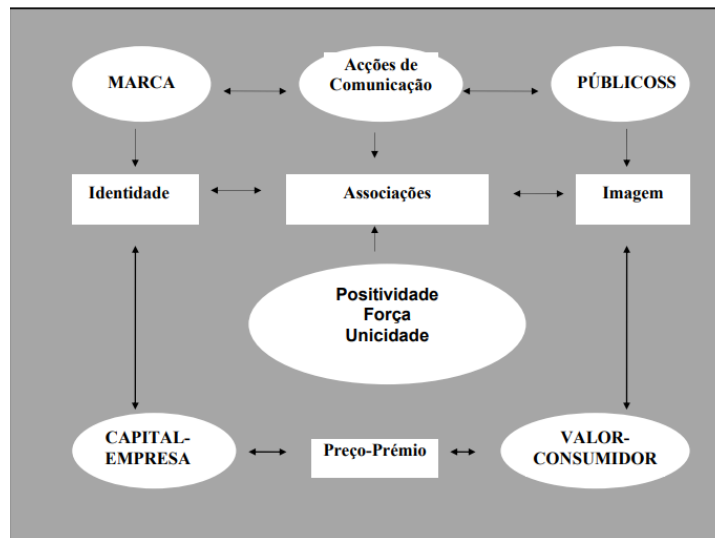 MARCA
Acções de
Comunicação
PÚBLICOSS
Identidade
Associações
Imagem
Positividade
Força
Unicidade
CAPITAL-
EMPRESA
Preço-Prémio
VALOR-
CONSUMIDOR